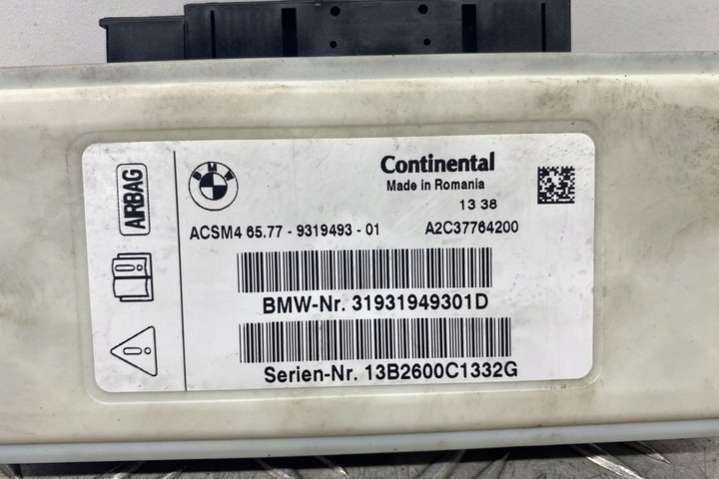 AIRBAG
BMW
Continental
Made in Romania
13 38
ACSM4 65.77 - 9319493 - 01 A2C37764200
BMW-Nr. 31931949301D
Serien-Nr. 13B2600C1332G